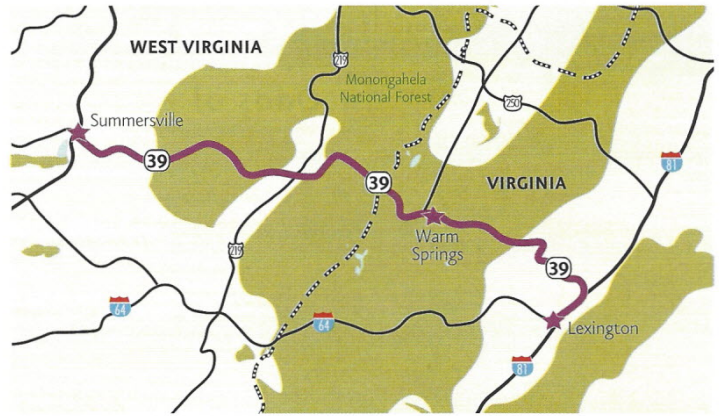 WEST VIRGINIA
219
Monongahela
National Forest
250
Summersville
39
39
81
VIRGINIA
Warm
Springs
219
39
64
64
Lexington
81